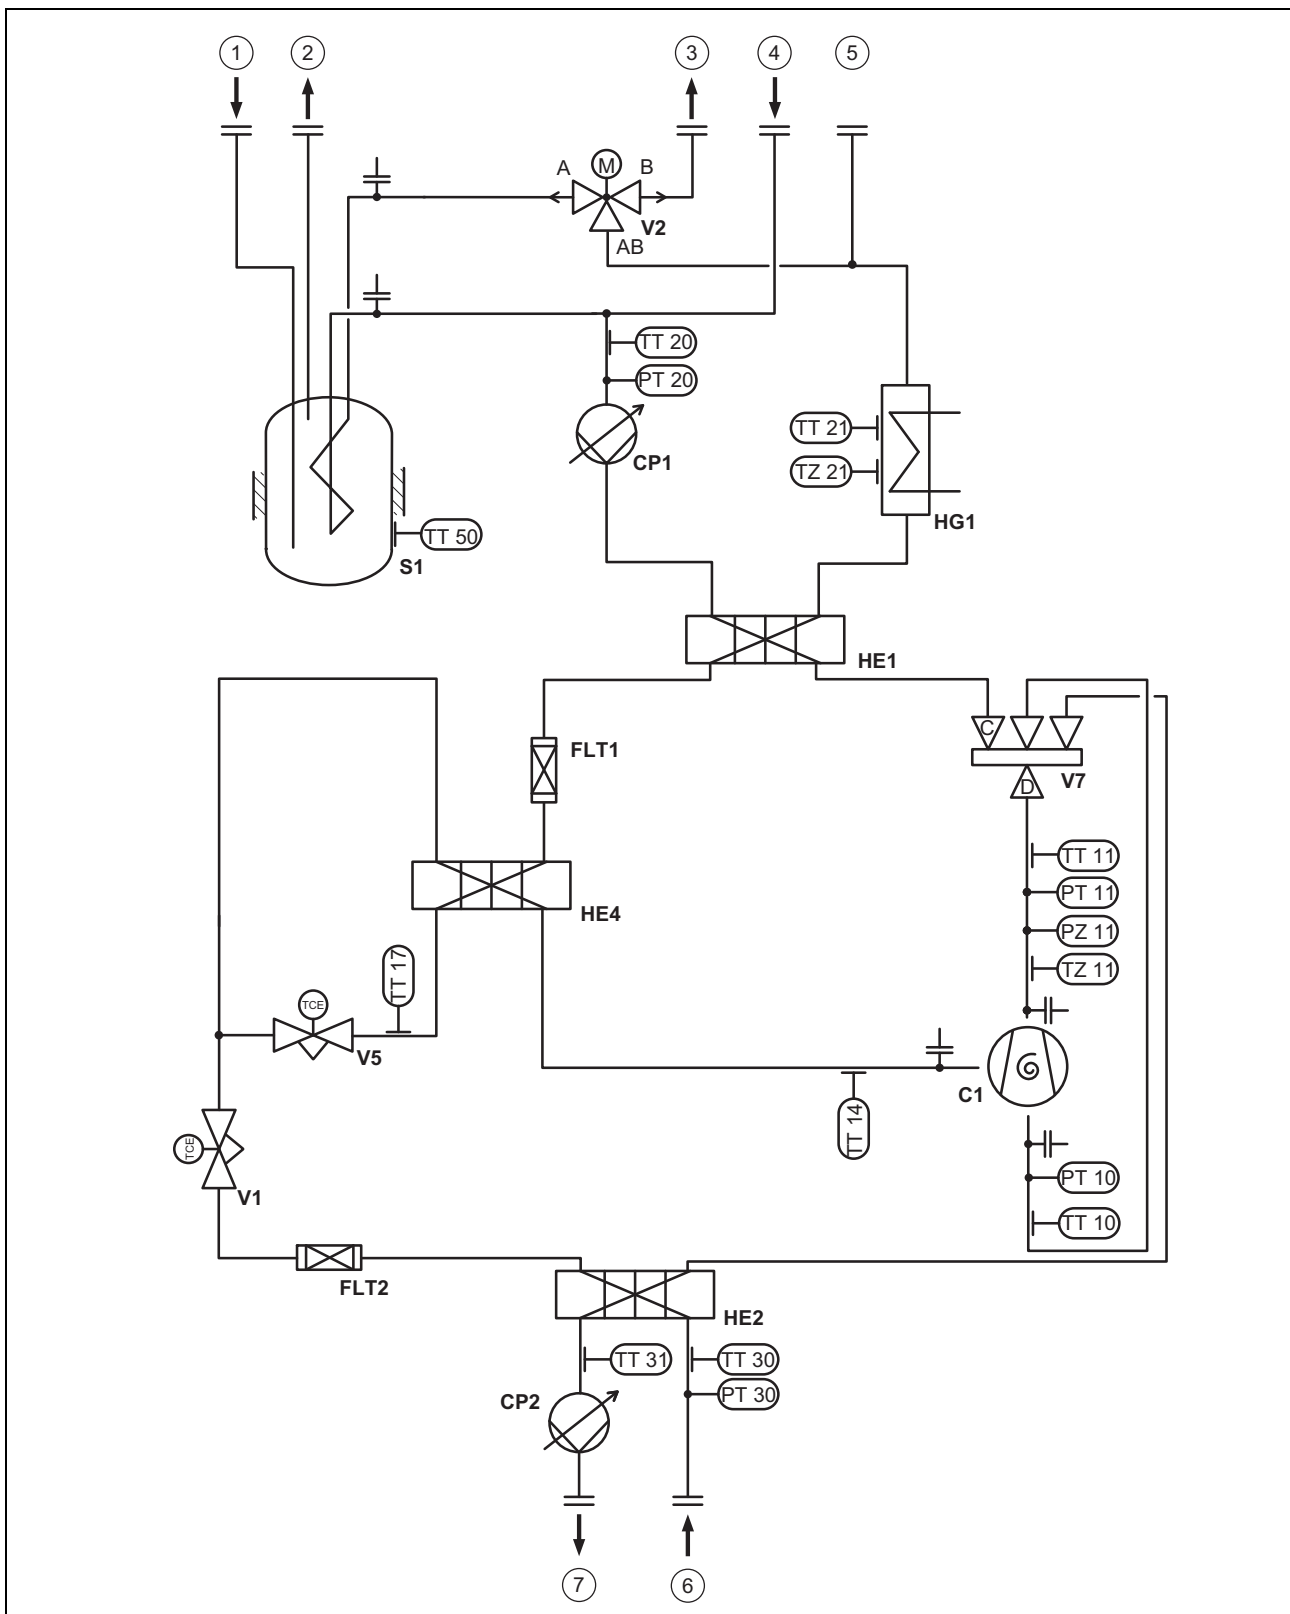 1 2 3 4 5
A M B
V2
AB
TT 20
PT 20
CP1
TT 21
TZ 21
HG1
TT 50
S1
HE1
C
FLT1
V7
D
TT 11
PT 11
HE4
PZ 11
TT 17
TZ 11
TCE
V5
C1
TT 14
TCE
V1
PT 10
TT 10
FLT2
HE2
TT 31
TT 30
PT 30
CP2
7 6